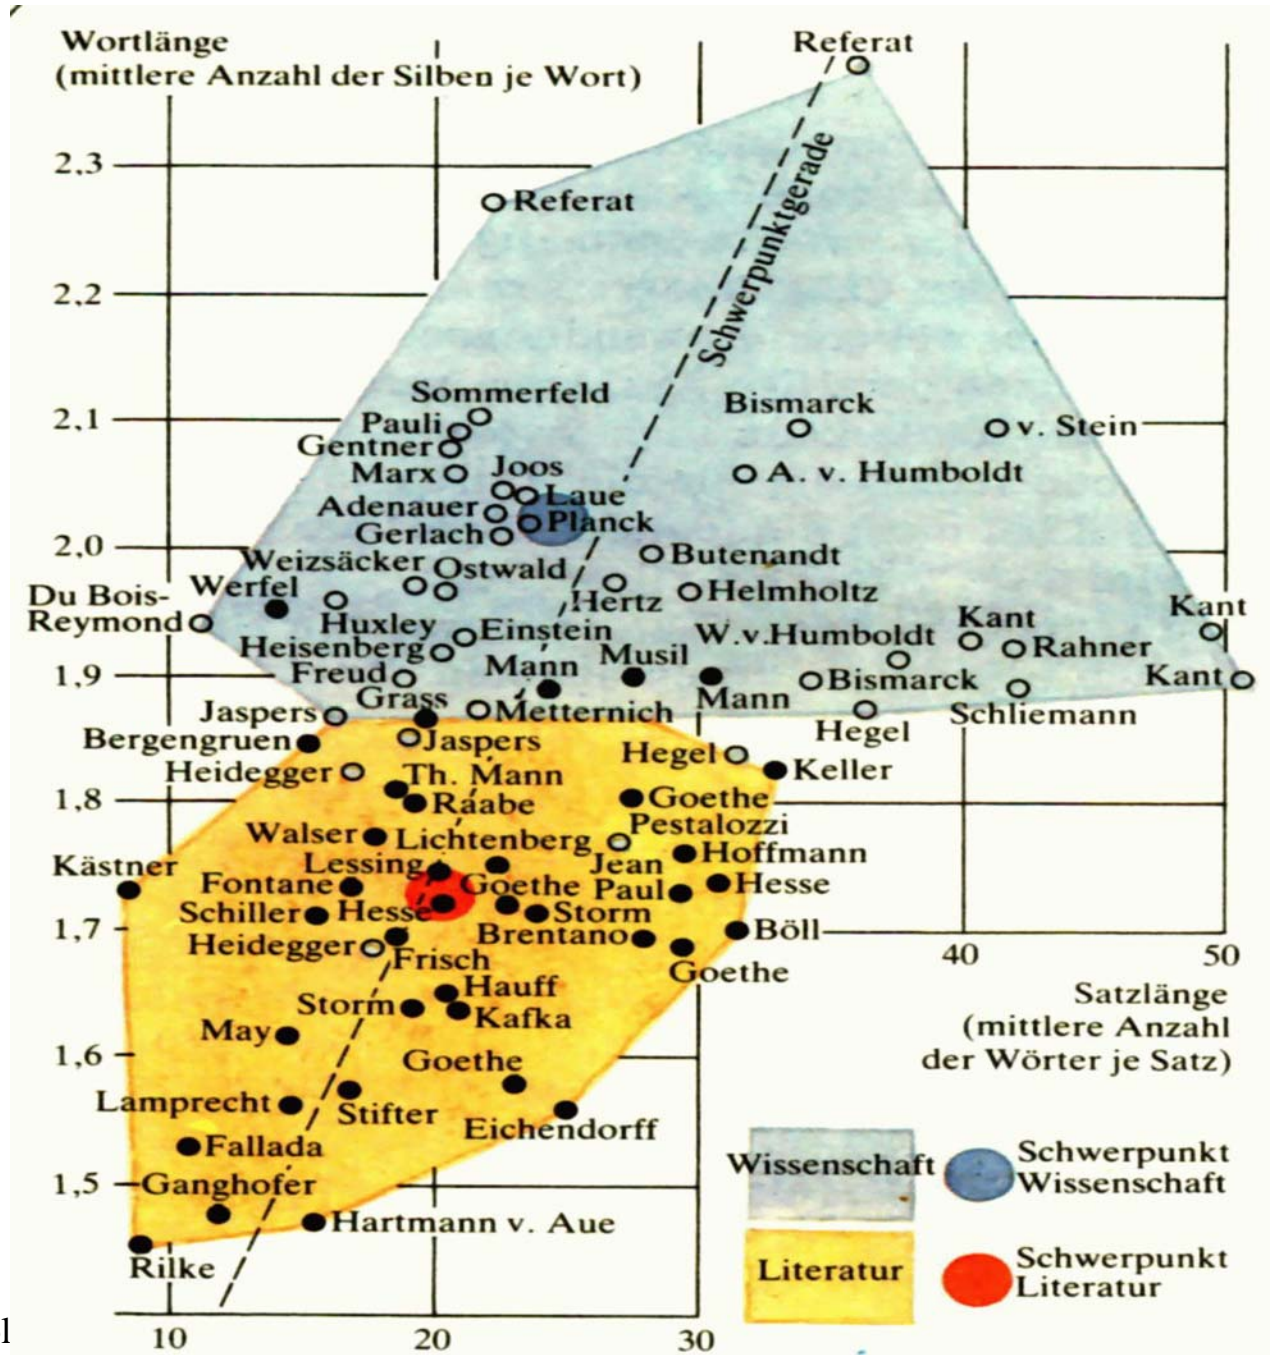 Wortlänge
(mittlere Anzahl der Silben je Wort)
Referat
Schwerpunktgerade
2,3
Referat
2,2
Sommerfeld
Bismarck
2,1
Pauli
v. Stein
Gentner
Marx
Joos
A. v. Humboldt
Adenauer
Laue
Gerlach
Planck
2,0
Weizsäcker
Ostwald
Butenandt
Du Bois-
Reymond
Werfel
Huxley
Hertz
Helmholtz
Kant
Kant
Einstein
W.v.Humboldt
Rahner
Heisenberg
Mann
Musil
1,9
Freud
Mann
Bismarck
Kant
Grass
Jaspers
Metternich
Hegel
Schliemann
Bergengruen
Jaspers
Hegel
Heidegger
Th. Mann
Keller
1,8
Raabe
Goethe
Walser
Lichtenberg
Pestalozzi
Kästner
Lessing
Jean
Paul
Hoffmann
Fontane
Goethe
Hesse
Schiller
Hesse
Storm
1,7
Brentano
Böll
Heidegger
Frisch
Goethe
40
50
Hauff
Storm
Kafka
Satzlänge
(mittlere Anzahl
der Wörter je Satz)
May
1,6
Goethe
Lamprecht
Stifter
Eichendorff
Fallada
1,5
Ganghofer
Hartmann v. Aue
Rilke
Wissenschaft
Schwerpunkt
Wissenschaft
Literatur
Schwerpunkt
Literatur
l
10
20
30